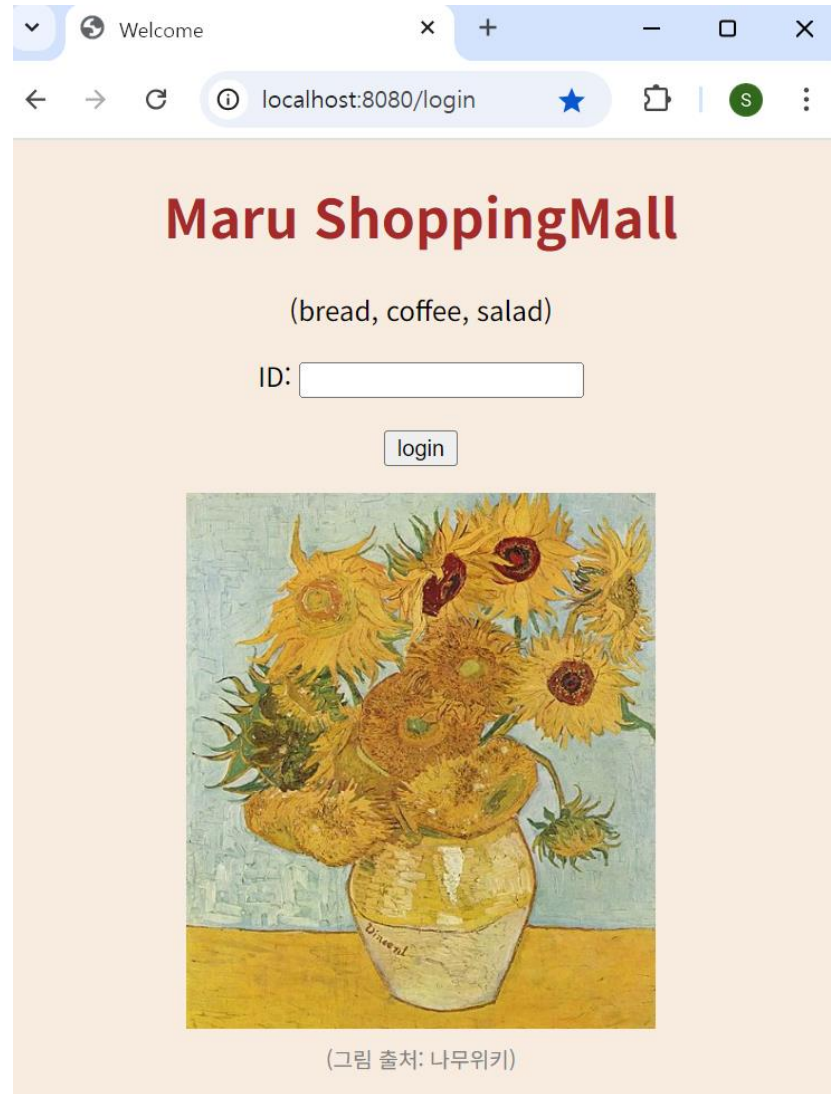 Welcome
localhost:8080/login
S
Maru ShoppingMall
(bread, coffee, salad)
ID:
login
Vincent
(그림 출처: 나무위키)